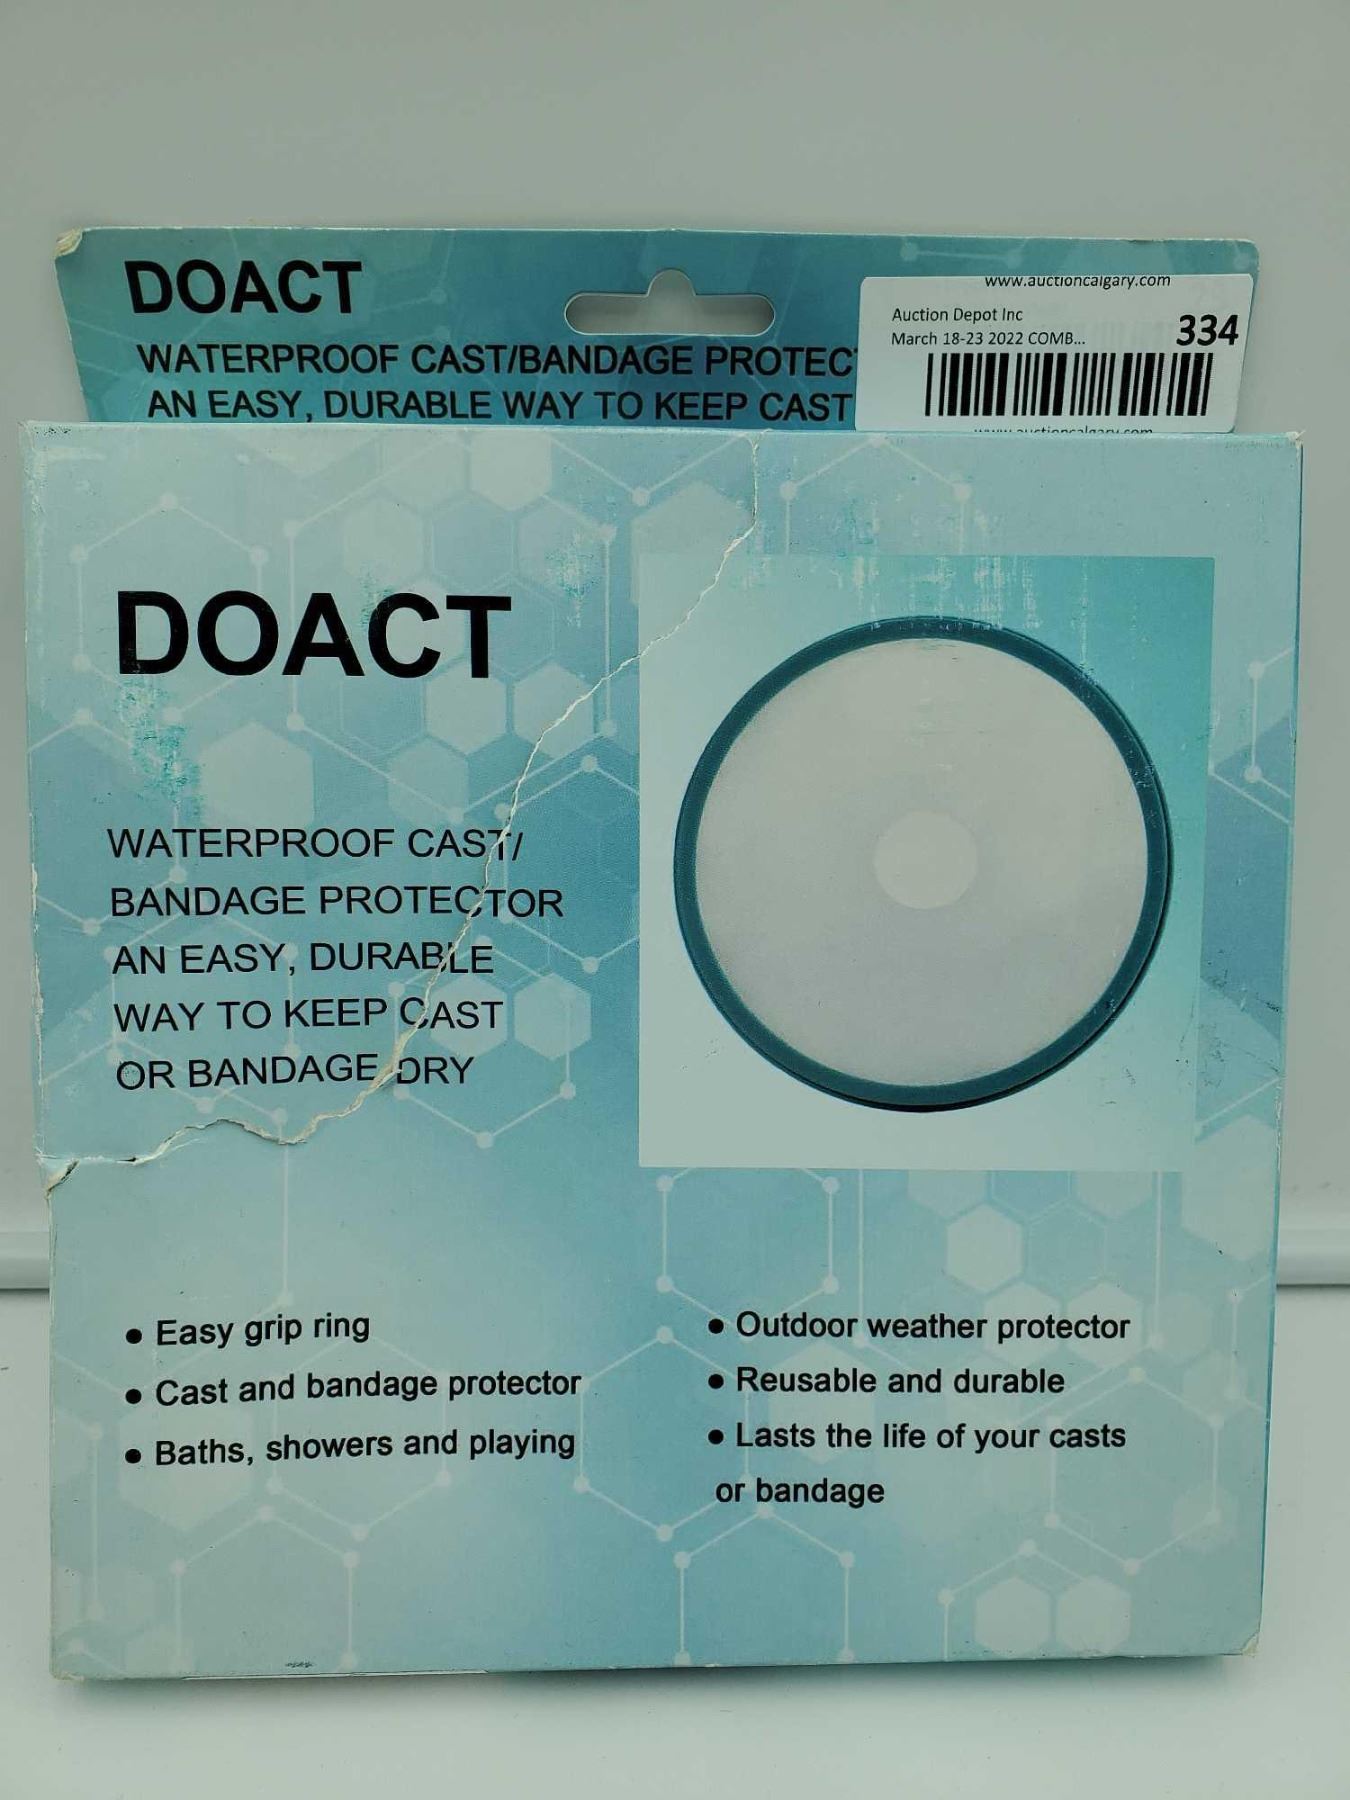 DOACT
WATERPROOF CAST/BANDAGE PROTEC
AN EASY, DURABLE WAY TO KEEP CAST
www.auctioncalgary.com
Auction Depot Inc
March 18-23 2022 COMB...
334
www.auctioncalgary.com
DOACT
WATERPROOF CAST/
BANDAGE PROTECTOR
AN EASY, DURABLE
WAY TO KEEP CAST
OR BANDAGE DRY
• Easy grip ring
• Cast and bandage protector
• Baths, showers and playing
• Outdoor weather protector
• Reusable and durable
• Lasts the life of your casts
or bandage